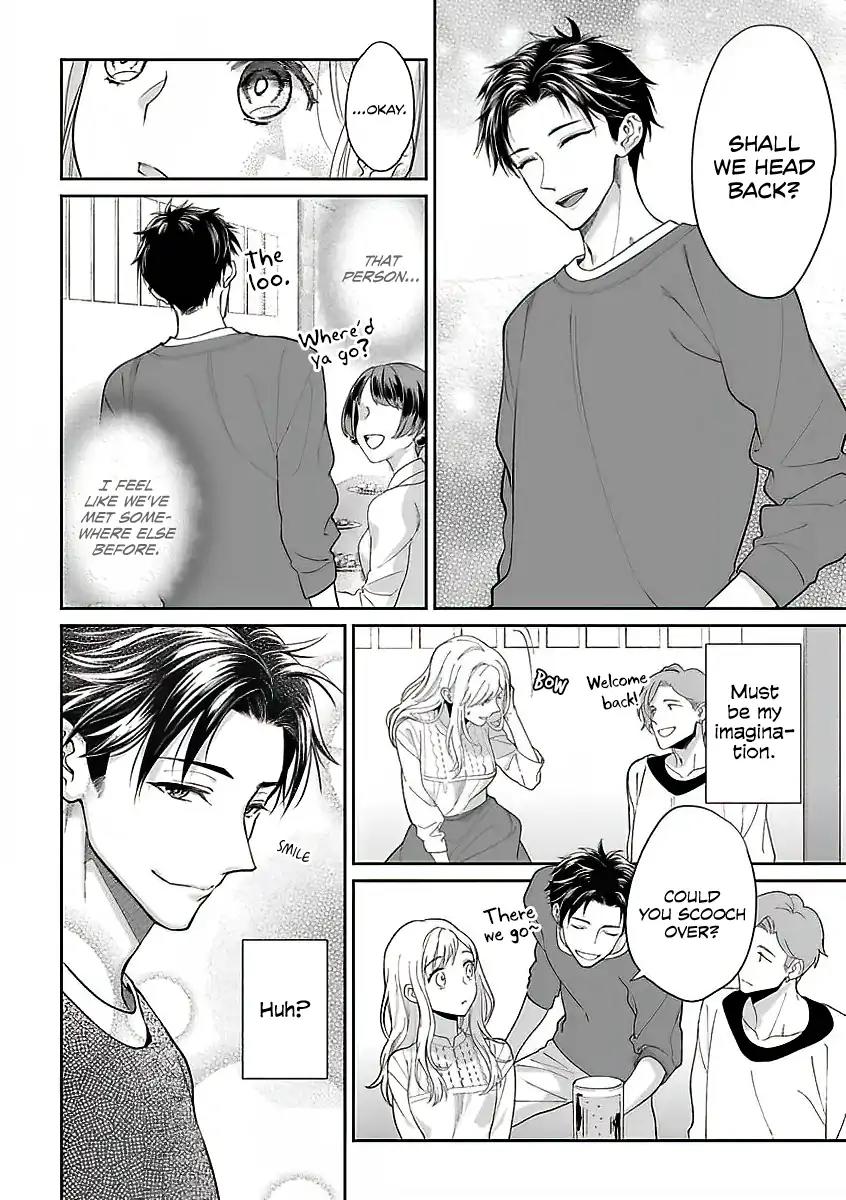 SHALL
WE HEAD
BACK?
...OKAY.
THAT
PERSON...
The
loo.
Where'd
Ya go?
I FEEL
LIKE WE'VE
MET SOME-
WHERE ELSE
BEFORE.
Must
be my
imagina-
tion.
Welcome
back!
BOW
COULD
YOU SCOOCH
OVER?
There
we go~
SMILE
Huh?